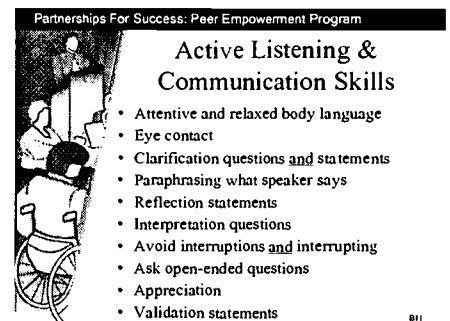 Partnerships For Success: Peer Empowerment Program
Active Listening &
Communication Skills
• Attentive and relaxed body language
• Eye contact
• Clarification questions and statements
• Paraphrasing what speaker says
• Reflection statements
• Interpretation questions
• Avoid interruptions and interrupting
• Ask open-ended questions
• Appreciation
• Validation statements